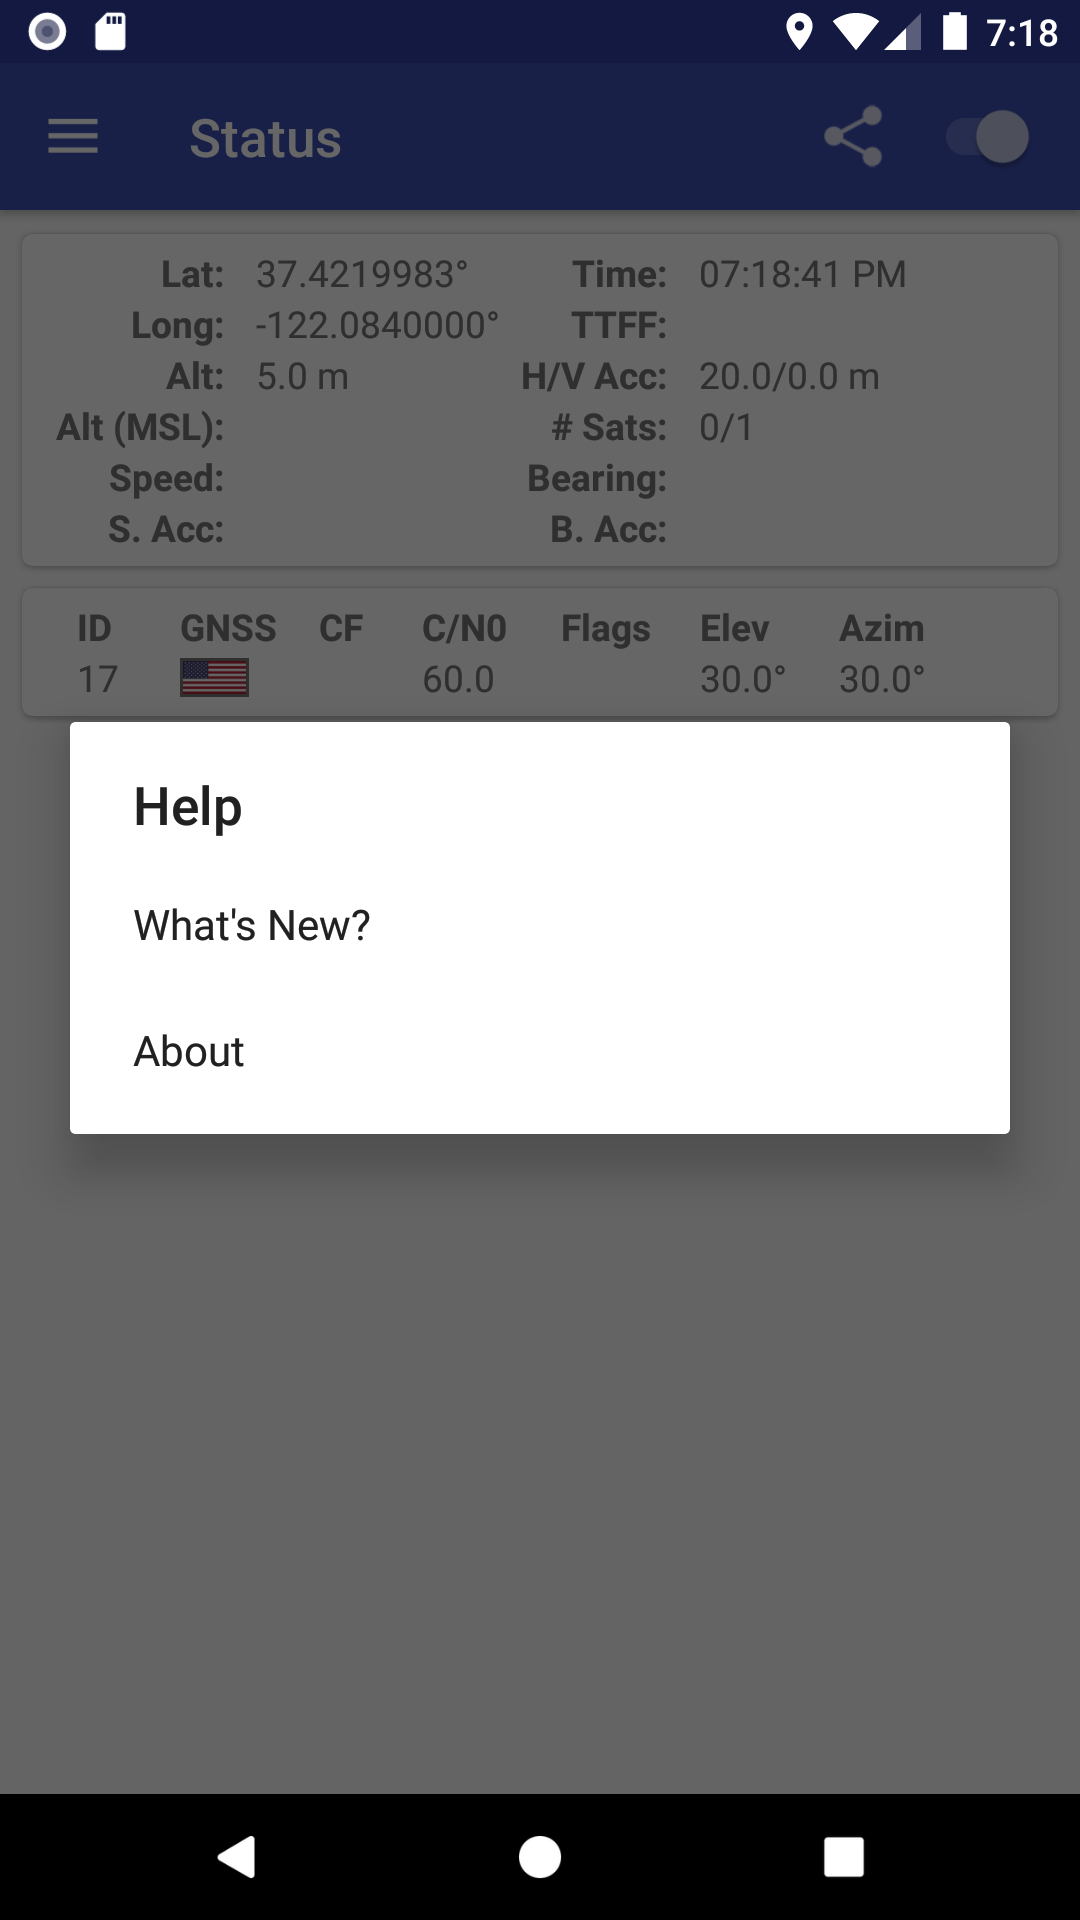 7:18
Status
Lat: 37.4219983° Time: 07:18:41 PM
Long: -122.0840000° TTFF:
Alt: 5.0 m H/V Acc: 20.0/0.0 m
Alt (MSL): # Sats: 0/1
Speed: Bearing:
S. Acc: B. Acc:
ID GNSS CF C/N0 Flags Elev Azim
17 60.0 30.0° 30.0°
Help
What's New?
About